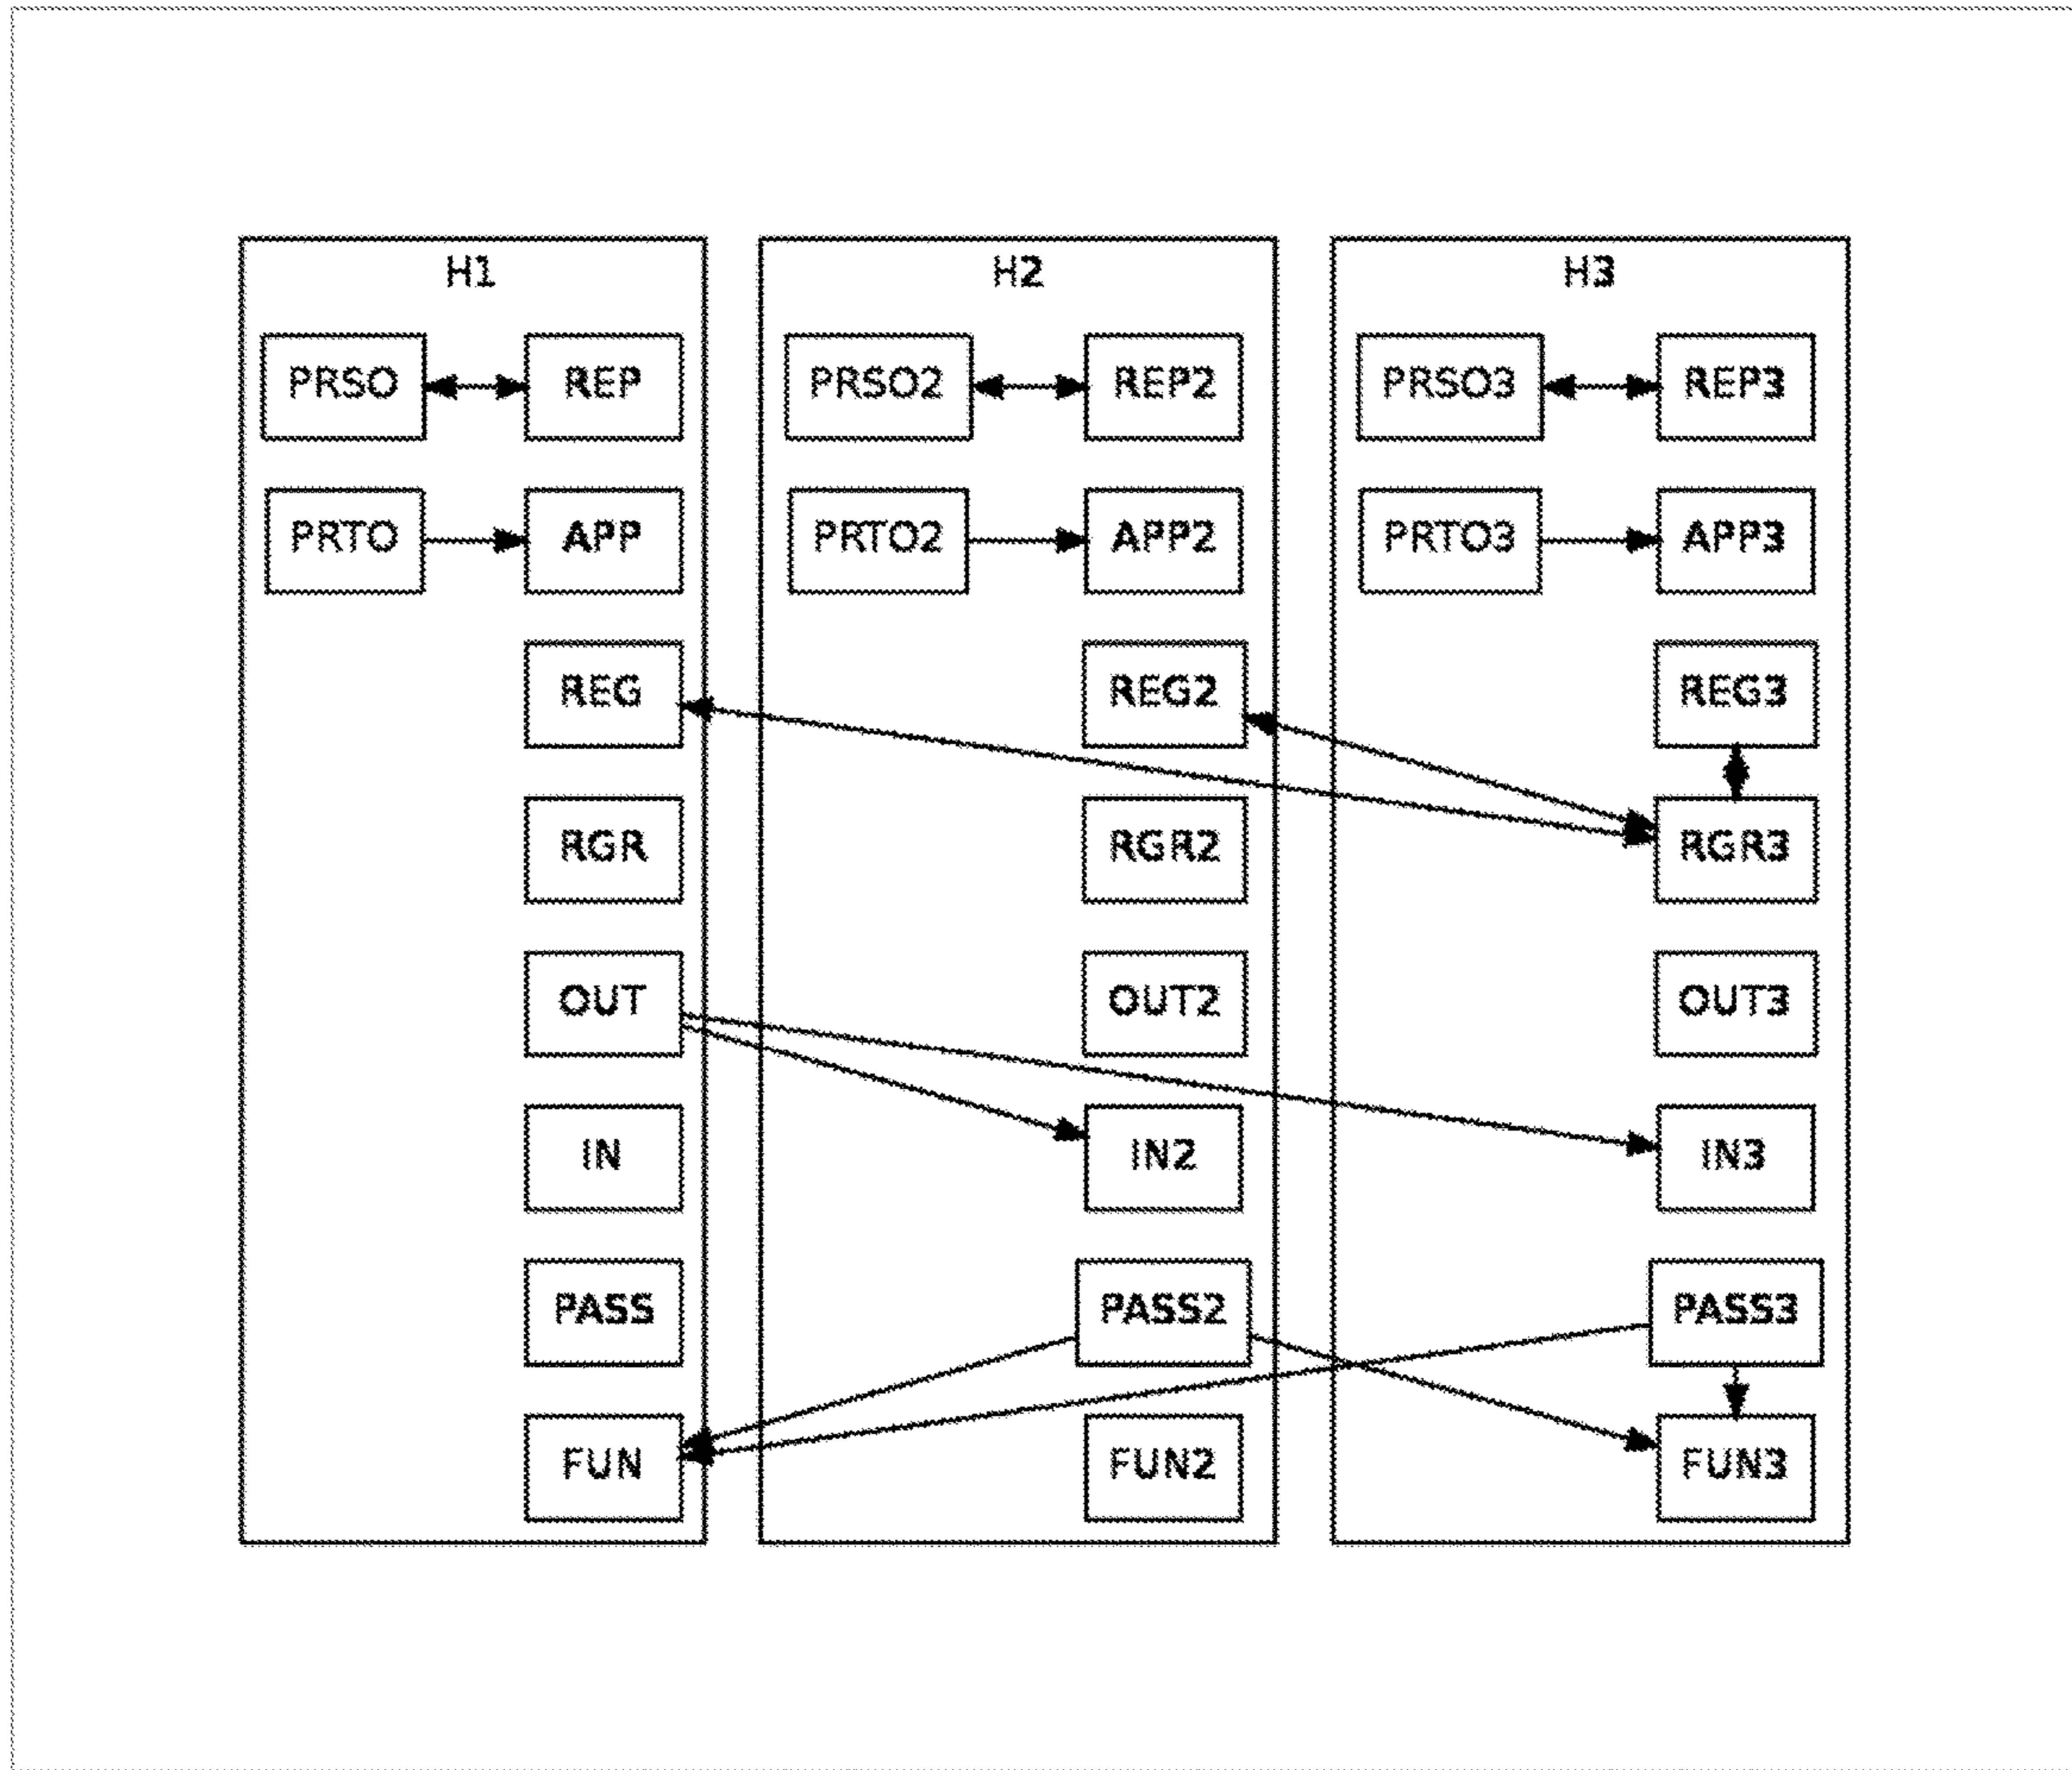 H1
H2
H3
PRSO
REP
PRSO2
REP2
PRSO3
REP3
PRTO
APP
PRTO2
APP2
PRTO3
APP3
REG
REG2
REG3
RGR
RGR2
RGR3
OUT
OUT2
OUT3
IN
IN2
IN3
PASS
PASS2
PASS3
FUN
FUN2
FUN3